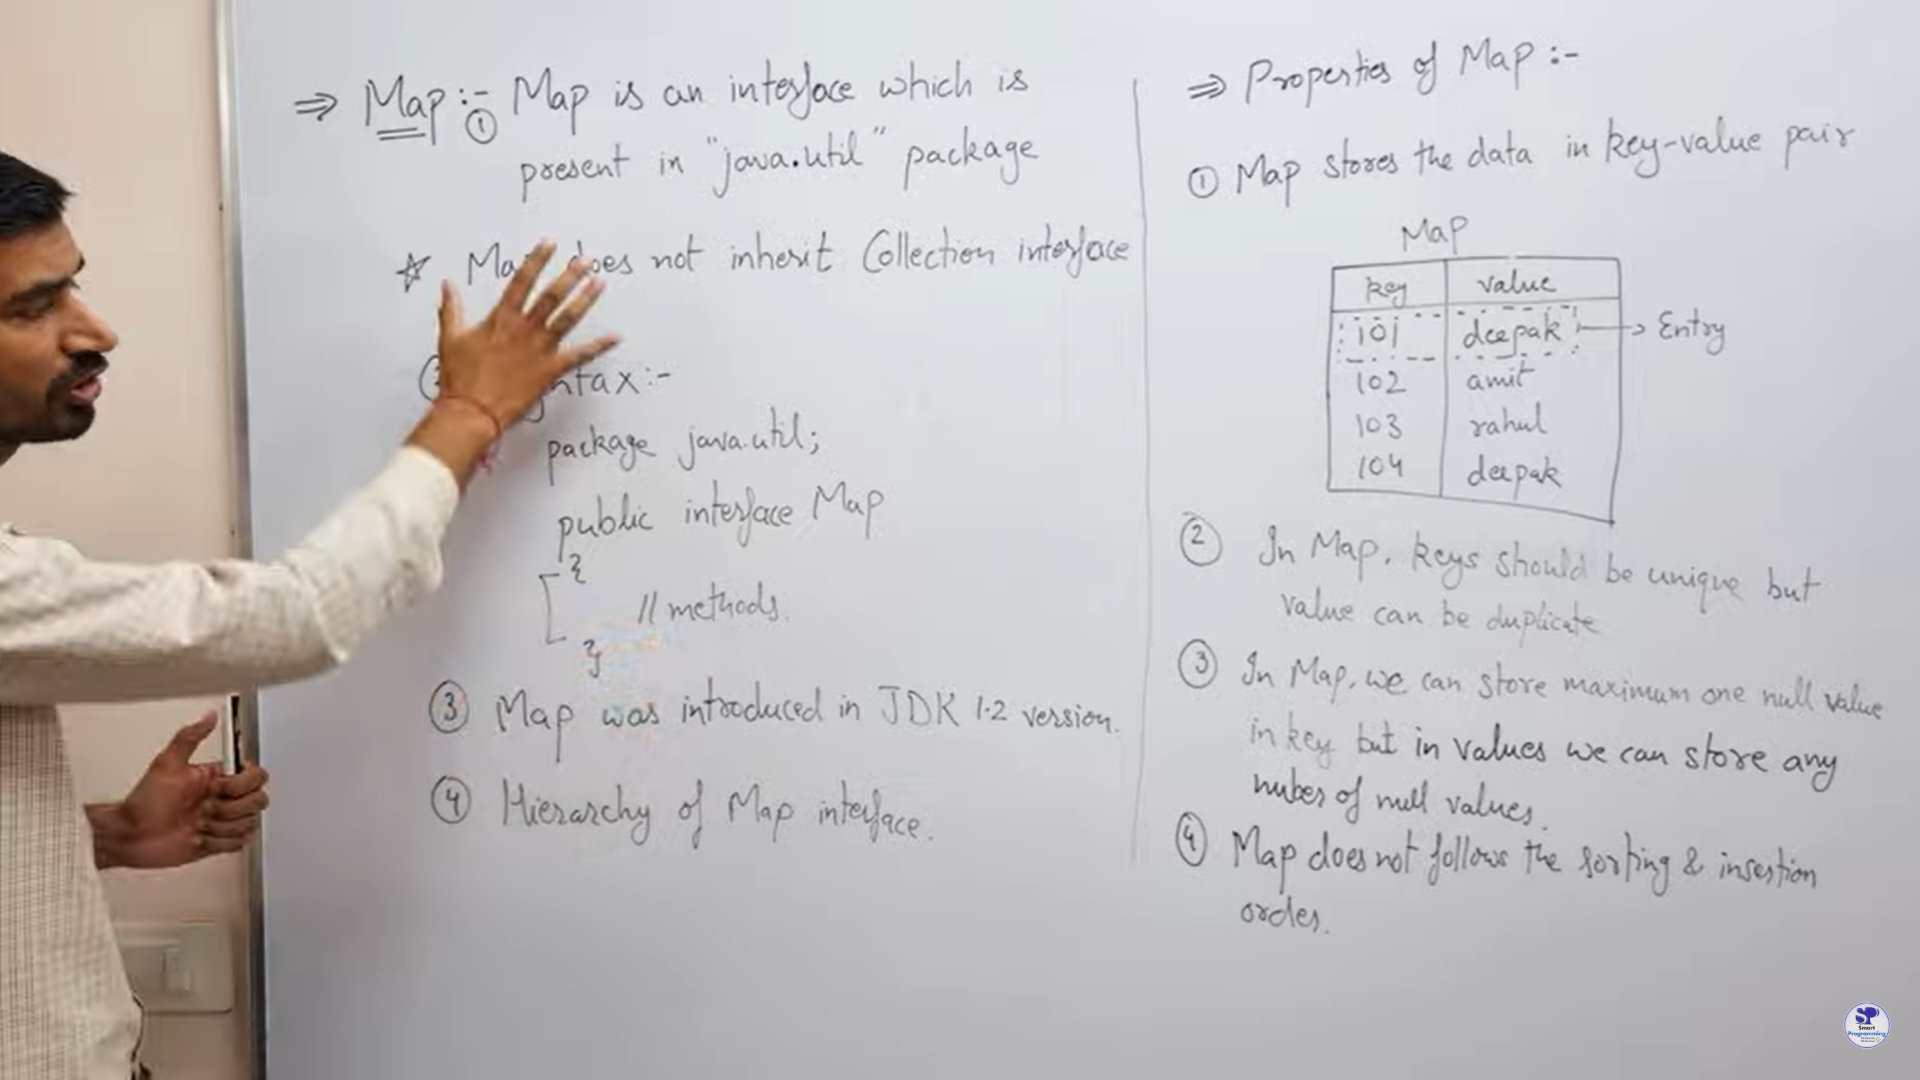 ⇒ Map :- ① Map is an interface which is
present in "java.util" package
☆ Map does not inherit Collection interface
ntax:-
package java.util;
public interface Map
{
// methods.
}
③ Map was introduced in JDK 1.2 version.
④ Hierarchy of Map interface.
⇒ Properties of Map :-
① Map stores the data in key-value pair
Map
key value
101 deepak → Entry
102 amit
103 rahul
104 deepak
② In Map, keys should be unique but
value can be duplicate
③ In Map, we can store maximum one null value
in key but in values we can store any
nuber of null values.
④ Map does not follows the sorting & insertion
order.
SP
Smart
Programming